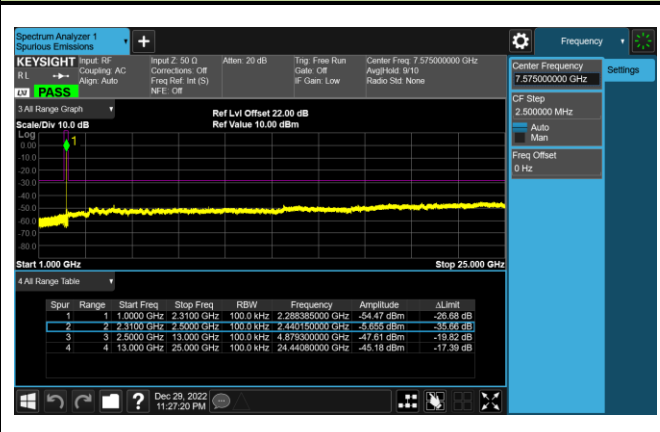 Spectrum Analyzer 1
Spurious Emissions
+
Frequency
KEYSIGHT
RL
LXI
PASS
Input: RF
Coupling: AC
Align: Auto
Input Z: 50 Ω
Corrections: Off
Freq Ref: Int (S)
NFE: Off
Atten: 20 dB
Trig: Free Run
Gate: Off
IF Gain: Low
Center Freq: 7.575000000 GHz
Avg|Hold: 9/10
Radio Std: None
Center Frequency
7.575000000 GHz
Settings
CF Step
2.500000 MHz
Auto
Man
Freq Offset
0 Hz
3 All Range Graph
Scale/Div 10.0 dB
Ref Lvl Offset 22.00 dB
Ref Value 10.00 dBm
Log
1
0.00
-10.0
-20.0
-30.0
-40.0
-50.0
-60.0
-70.0
-80.0
Start 1.000 GHz
Stop 25.000 GHz
4 All Range Table
Spur Range Start Freq Stop Freq RBW Frequency Amplitude ΔLimit
1 1 1.0000 GHz 2.3100 GHz 100.0 kHz 2.288385000 GHz -54.47 dBm -26.68 dB
2 2 2.3100 GHz 2.5000 GHz 100.0 kHz 2.440150000 GHz -5.655 dBm -35.66 dB
3 3 2.5000 GHz 13.000 GHz 100.0 kHz 4.879300000 GHz -47.61 dBm -19.82 dB
4 4 13.000 GHz 25.000 GHz 100.0 kHz 24.44080000 GHz -45.18 dBm -17.39 dB
?
Dec 29, 2022
11:27:20 PM